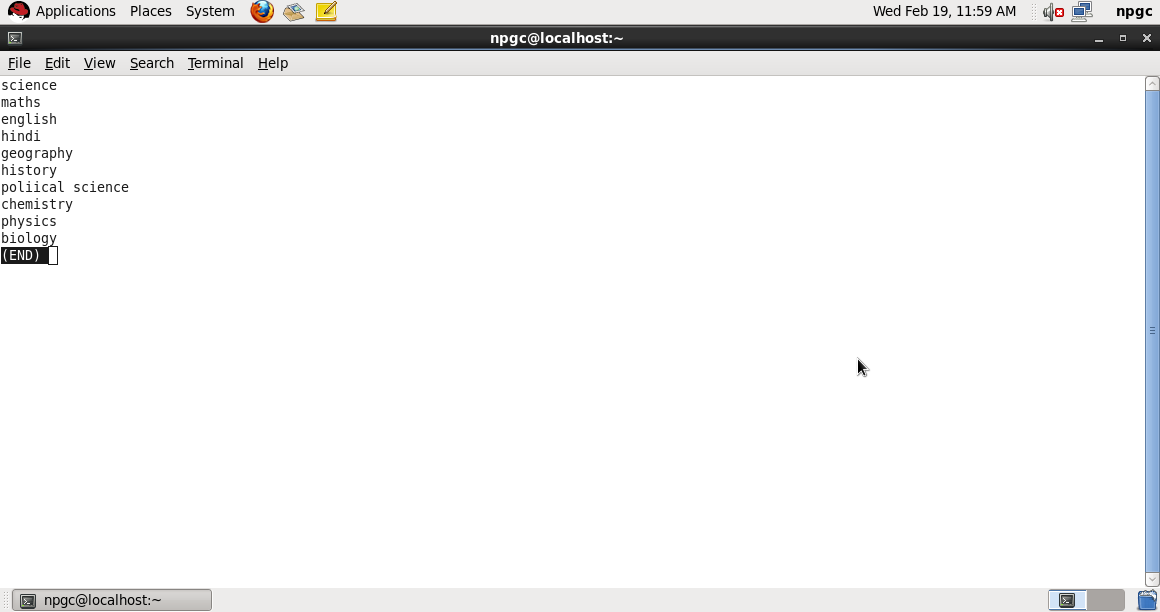 Applications Places System Wed Feb 19, 11:59 AM npgc
npgc@localhost:~
File Edit View Search Terminal Help
science
maths
english
hindi
geography
history
poliical science
chemistry
physics
biology
(END)
npgc@localhost:~